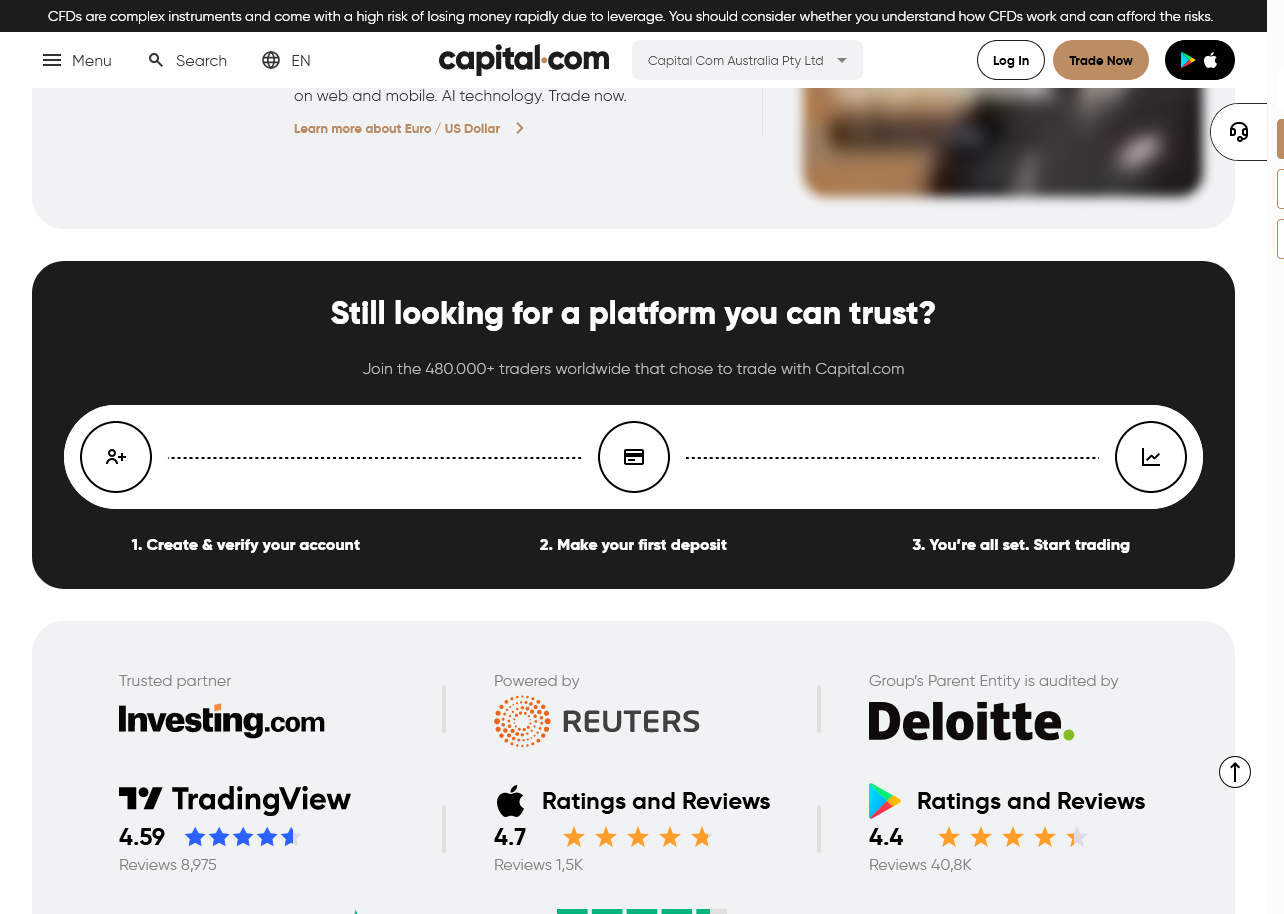 CFDs are complex instruments and come with a high risk of losing money rapidly due to leverage. You should consider whether you understand how CFDs work and can afford the risks.
Menu
Search
EN
capital.com
Capital Com Australia Pty Ltd
Log In
Trade Now
on web and mobile. AI technology. Trade now.
Learn more about Euro / US Dollar
Still looking for a platform you can trust?
Join the 480.000+ traders worldwide that chose to trade with Capital.com
1. Create & verify your account
2. Make your first deposit
3. You’re all set. Start trading
Trusted partner
Investing.com
Powered by
REUTERS
Group’s Parent Entity is audited by
Deloitte.
TradingView
4.59
Reviews 8,975
Ratings and Reviews
4.7
Reviews 1,5K
Ratings and Reviews
4.4
Reviews 40,8K